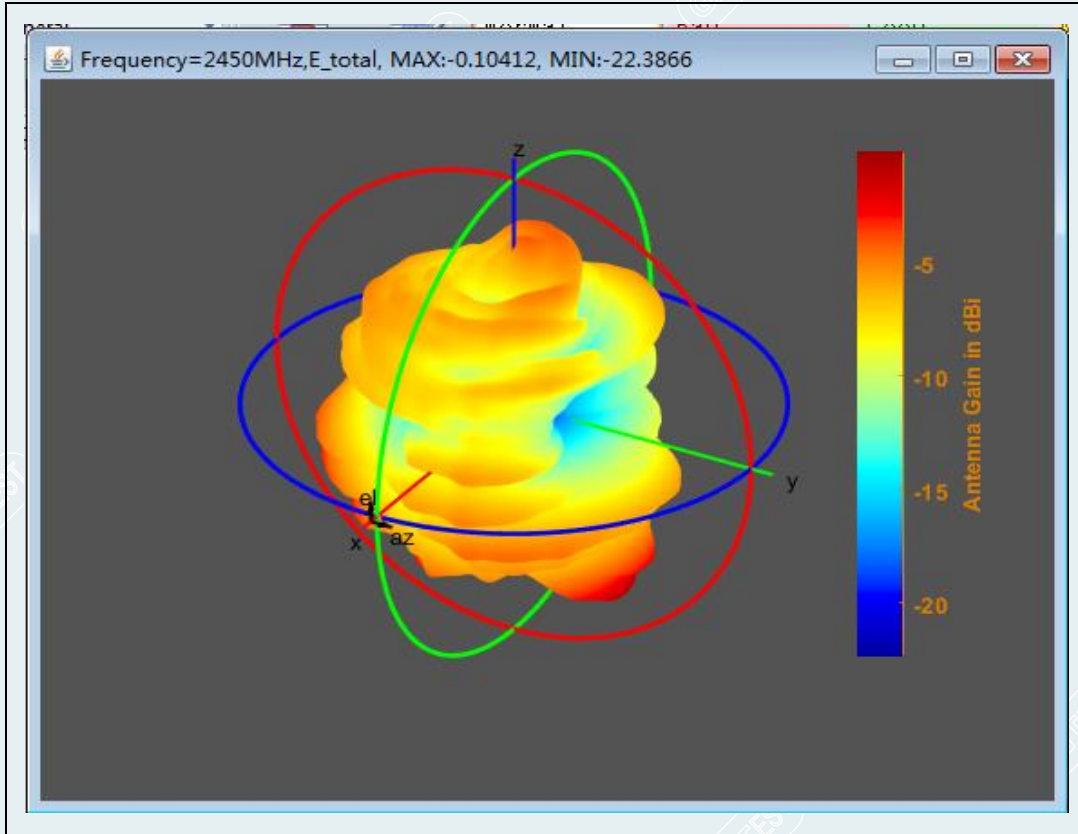 Frequency=2450MHz,E_total, MAX:-0.10412, MIN:-22.3866
z
-5
-10
-15
-20
Antenna Gain in dBi
y
el
az
x